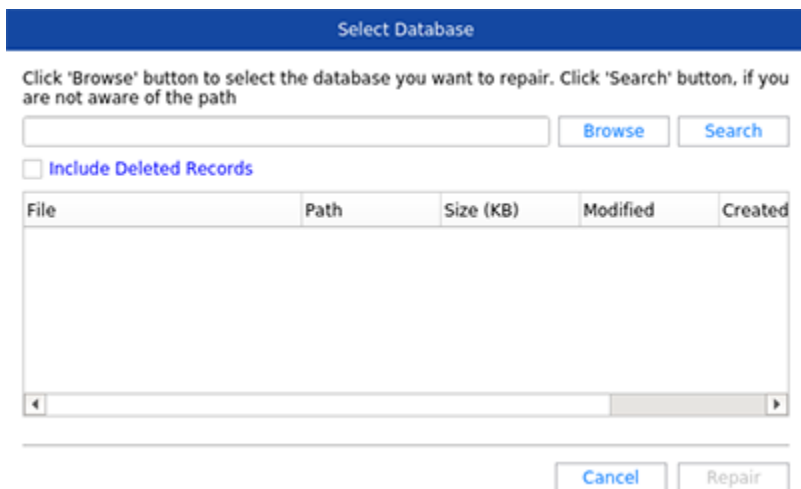 Select Database
Click 'Browse' button to select the database you want to repair. Click 'Search' button, if you
are not aware of the path
Browse Search
Include Deleted Records
File Path Size (KB) Modified Created
Cancel Repair